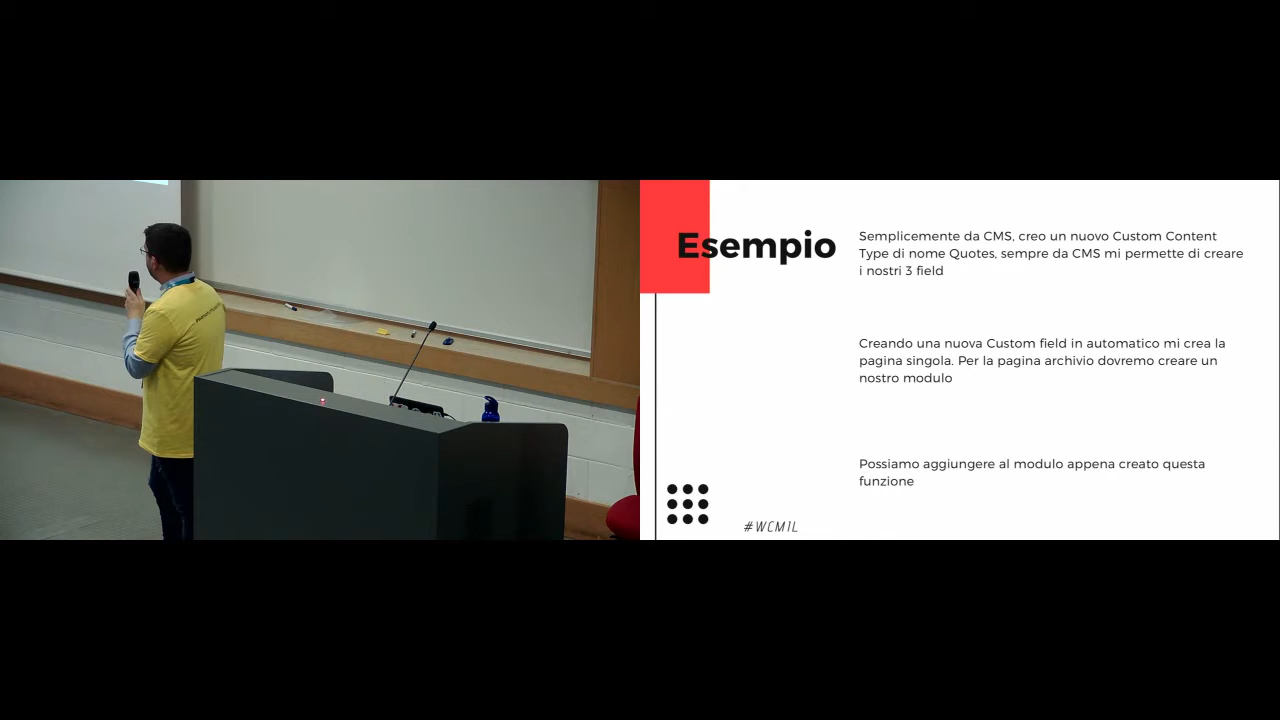 Esempio
Semplicemente da CMS, creo un nuovo Custom Content
Type di nome Quotes, sempre da CMS mi permette di creare
i nostri 3 field
Creando una nuova Custom field in automatico mi crea la
pagina singola. Per la pagina archivio dovremo creare un
nostro modulo
Possiamo aggiungere al modulo appena creato questa
funzione
#WCMIL